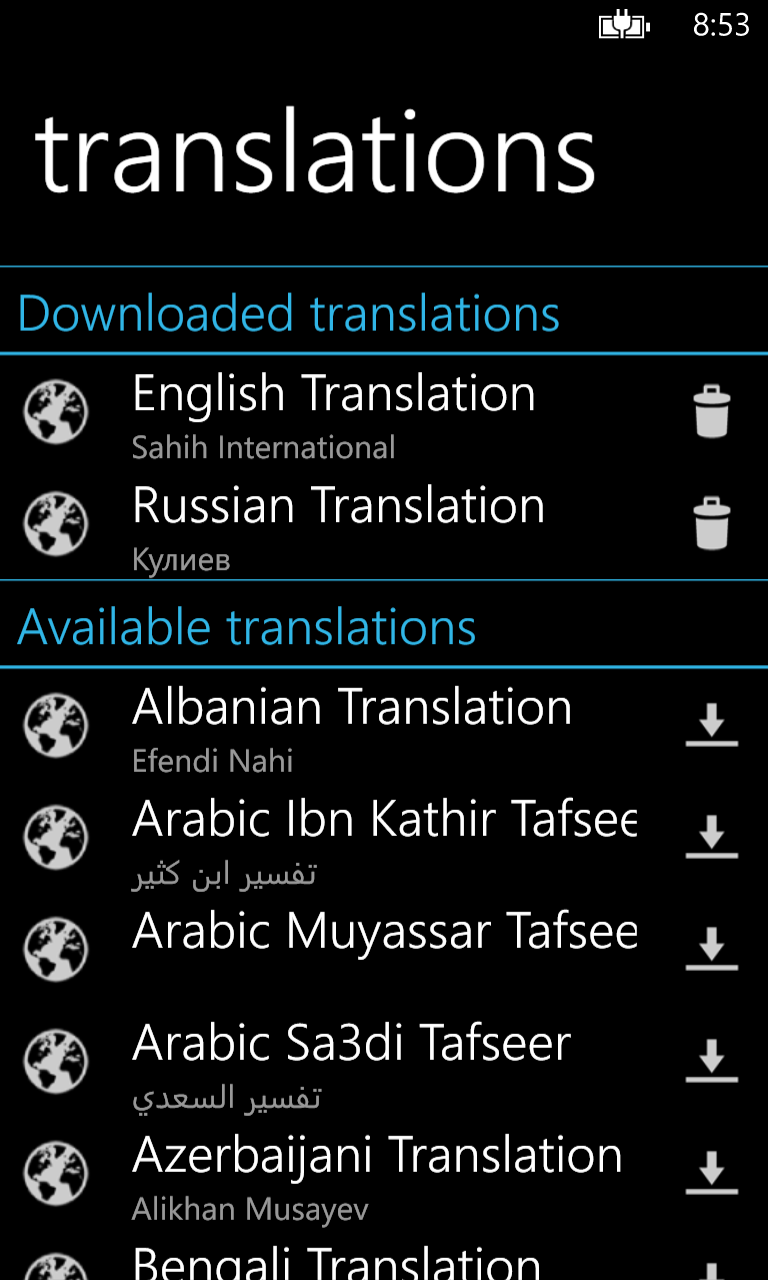 8:53
translations
Downloaded translations
English Translation
Sahih International
Russian Translation
Кулиев
Available translations
Albanian Translation
Efendi Nahi
Arabic Ibn Kathir Tafsee
تفسير ابن كثير
Arabic Muyassar Tafsee
Arabic Sa3di Tafseer
تفسير السعدي
Azerbaijani Translation
Alikhan Musayev
Bengali Translation